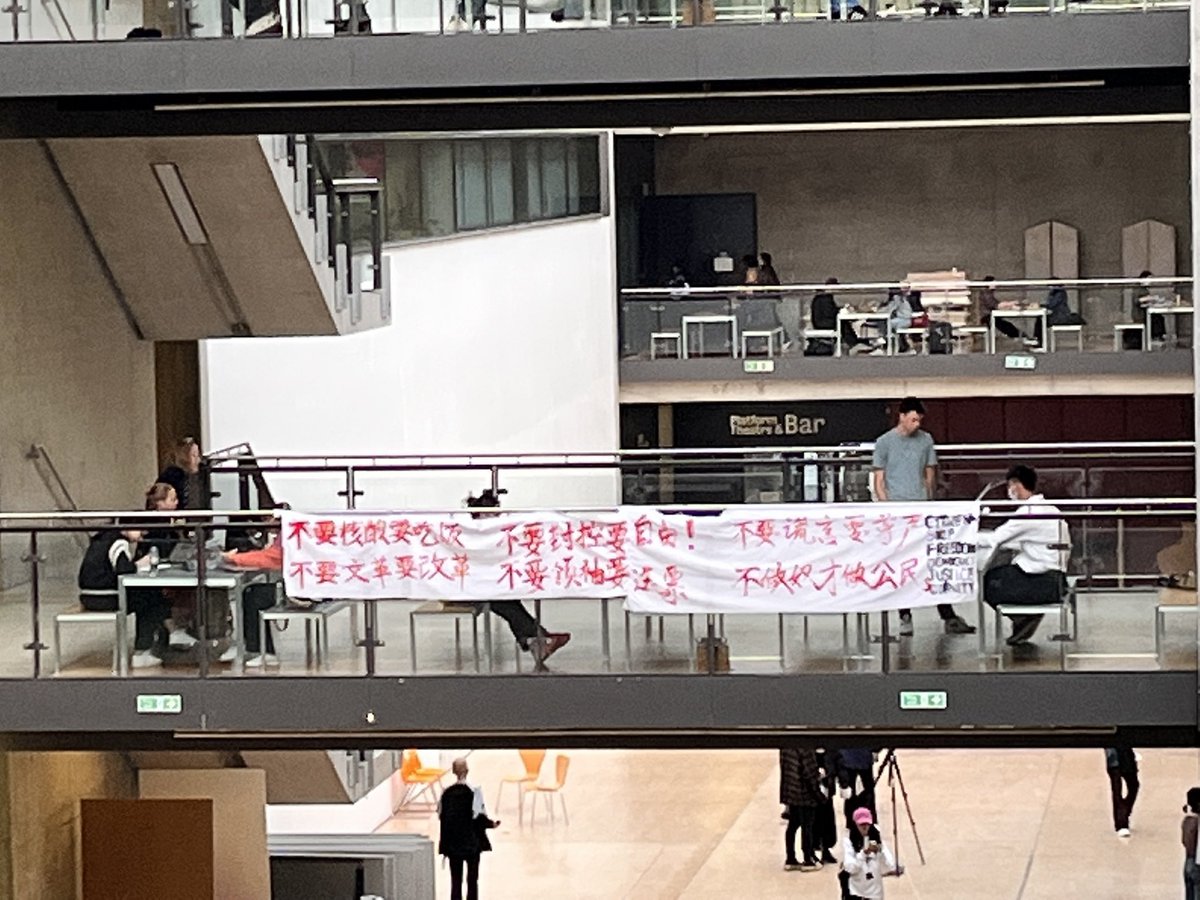 Platform
Theatre & Bar
不要核酸要吃饭 不要封控要自由! 不要谎言要尊严
不要文革要改革 不要领袖要选票 不做奴才做公民
FREEDOM
JUSTICE